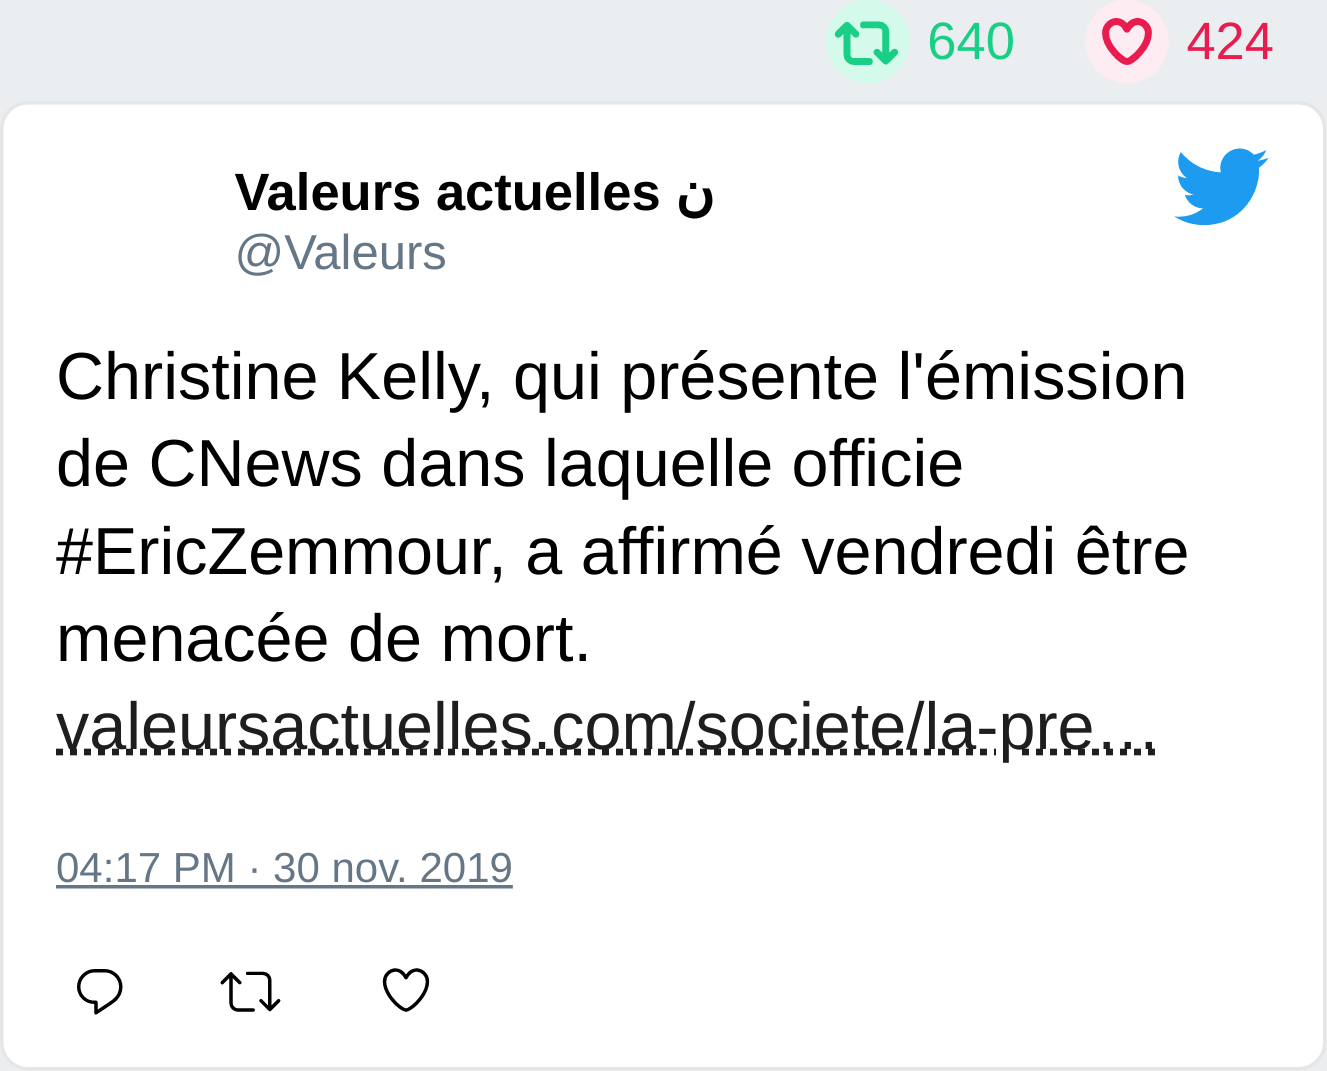 640 424
Valeurs actuelles ن
@Valeurs
Christine Kelly, qui présente l'émission
de CNews dans laquelle officie
#EricZemmour, a affirmé vendredi être
menacée de mort.
valeursactuelles.com/societe/la-pre…
04:17 PM · 30 nov. 2019